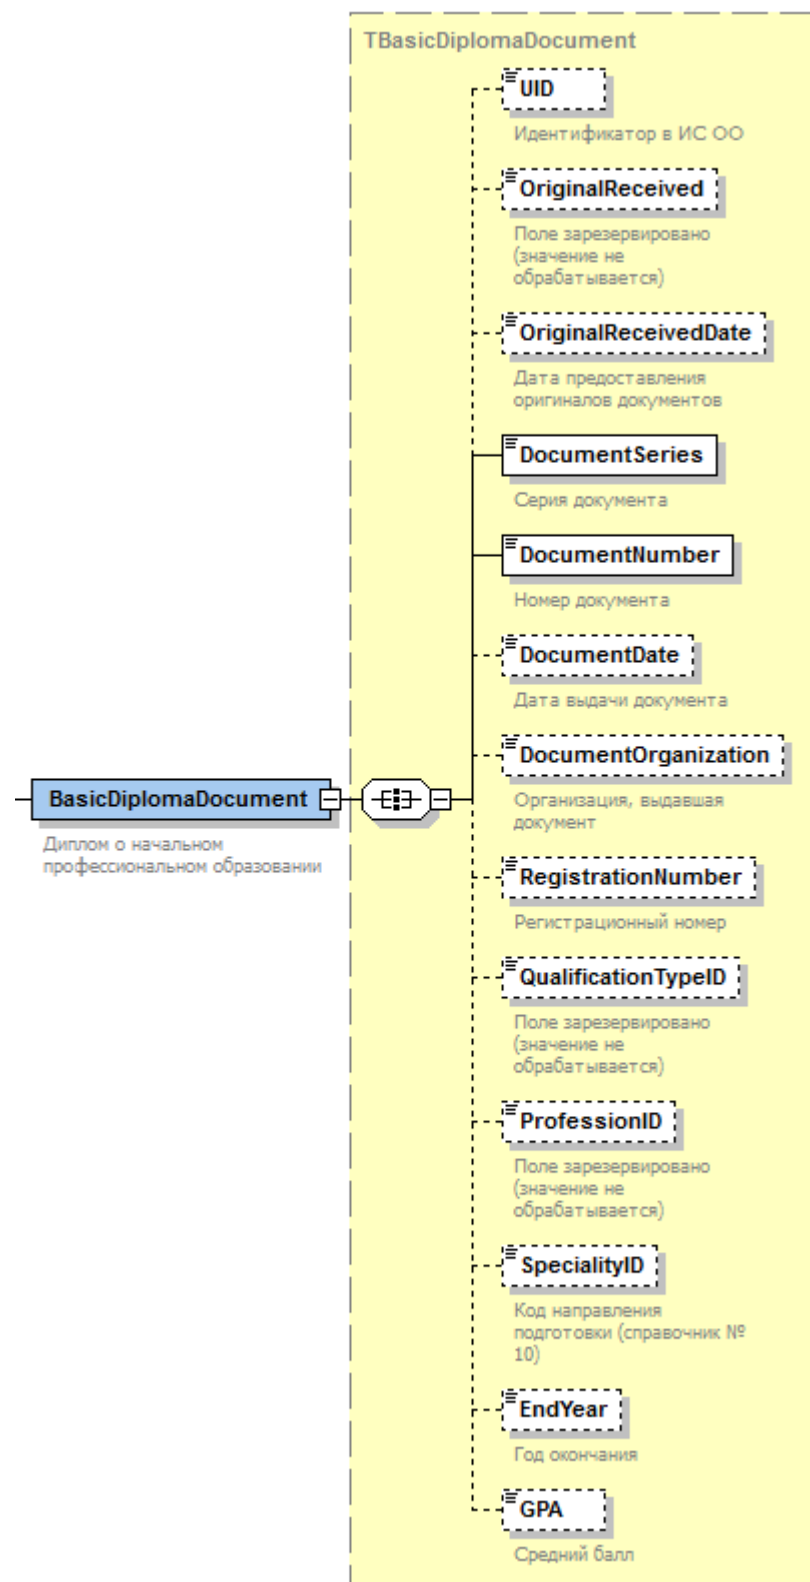 TBasicDiplomaDocument
UID
Идентификатор в ИС ОО
OriginalReceived
Поле зарезервировано
(значение не
обрабатывается)
OriginalReceivedDate
Дата предоставления
оригиналов документов
DocumentSeries
Серия документа
DocumentNumber
Номер документа
DocumentDate
Дата выдачи документа
DocumentOrganization
Организация, выдавшая
документ
BasicDiplomaDocument
Диплом о начальном
профессиональном образовании
RegistrationNumber
Регистрационный номер
QualificationTypeID
Поле зарезервировано
(значение не
обрабатывается)
ProfessionID
Поле зарезервировано
(значение не
обрабатывается)
SpecialityID
Код направления
подготовки (справочник №
10)
EndYear
Год окончания
GPA
Средний балл